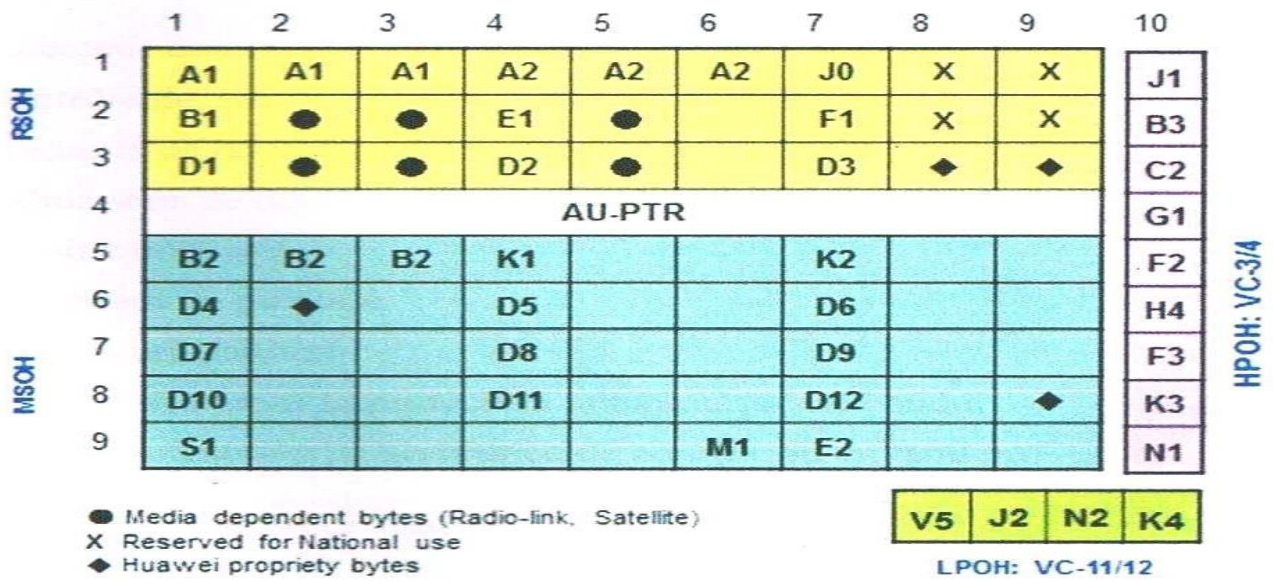 1 2 3 4 5 6 7 8 9 10
RSOH
1 A1 A1 A1 A2 A2 A2 J0 X X J1
2 B1 ● ● E1 ● F1 X X B3
3 D1 ● ● D2 ● D3 ◆ ◆ C2
4 AU-PTR G1
MSOH
5 B2 B2 B2 K1 K2 F2
6 D4 ◆ D5 D6 H4
7 D7 D8 D9 F3
8 D10 D11 D12 ◆ K3
9 S1 M1 E2 N1
HPOH: VC-3/4
● Media dependent bytes (Radio-link, Satellite)
X Reserved for National use
◆ Huawei propriety bytes
V5 J2 N2 K4
LPOH: VC-11/12